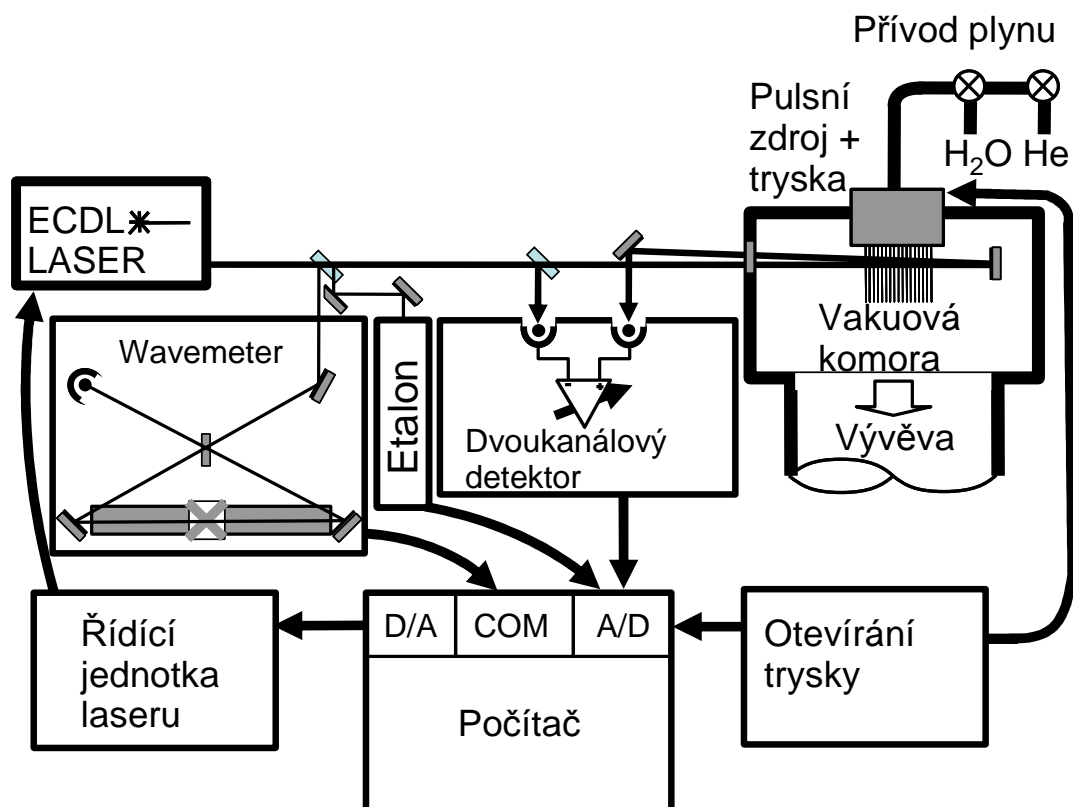 Přívod plynu
Pulsní
zdroj +
tryska
H₂O He
ECDL
LASER
Vakuová
komora
Wavemeter
Etalon
- +
Dvoukanálový
detektor
Vývěva
D/A COM A/D
Řídící
jednotka
laseru
Počítač
Otevírání
trysky